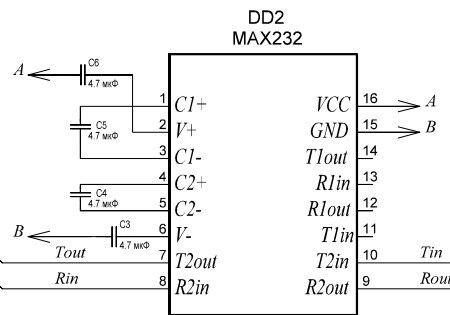 DD2
MAX232
A
C6
4.7 мкФ
1 C1+ VCC 16 A
2 V+ GND 15 B
C5
4.7 мкФ
3 C1- T1out 14
4 C2+ R1in 13
C4
4.7 мкФ
5 C2- R1out 12
B
C3
4.7 мкФ
6 V- T1in 11
Tout 7 T2out T2in 10 Tin
Rin 8 R2in R2out 9 Rout